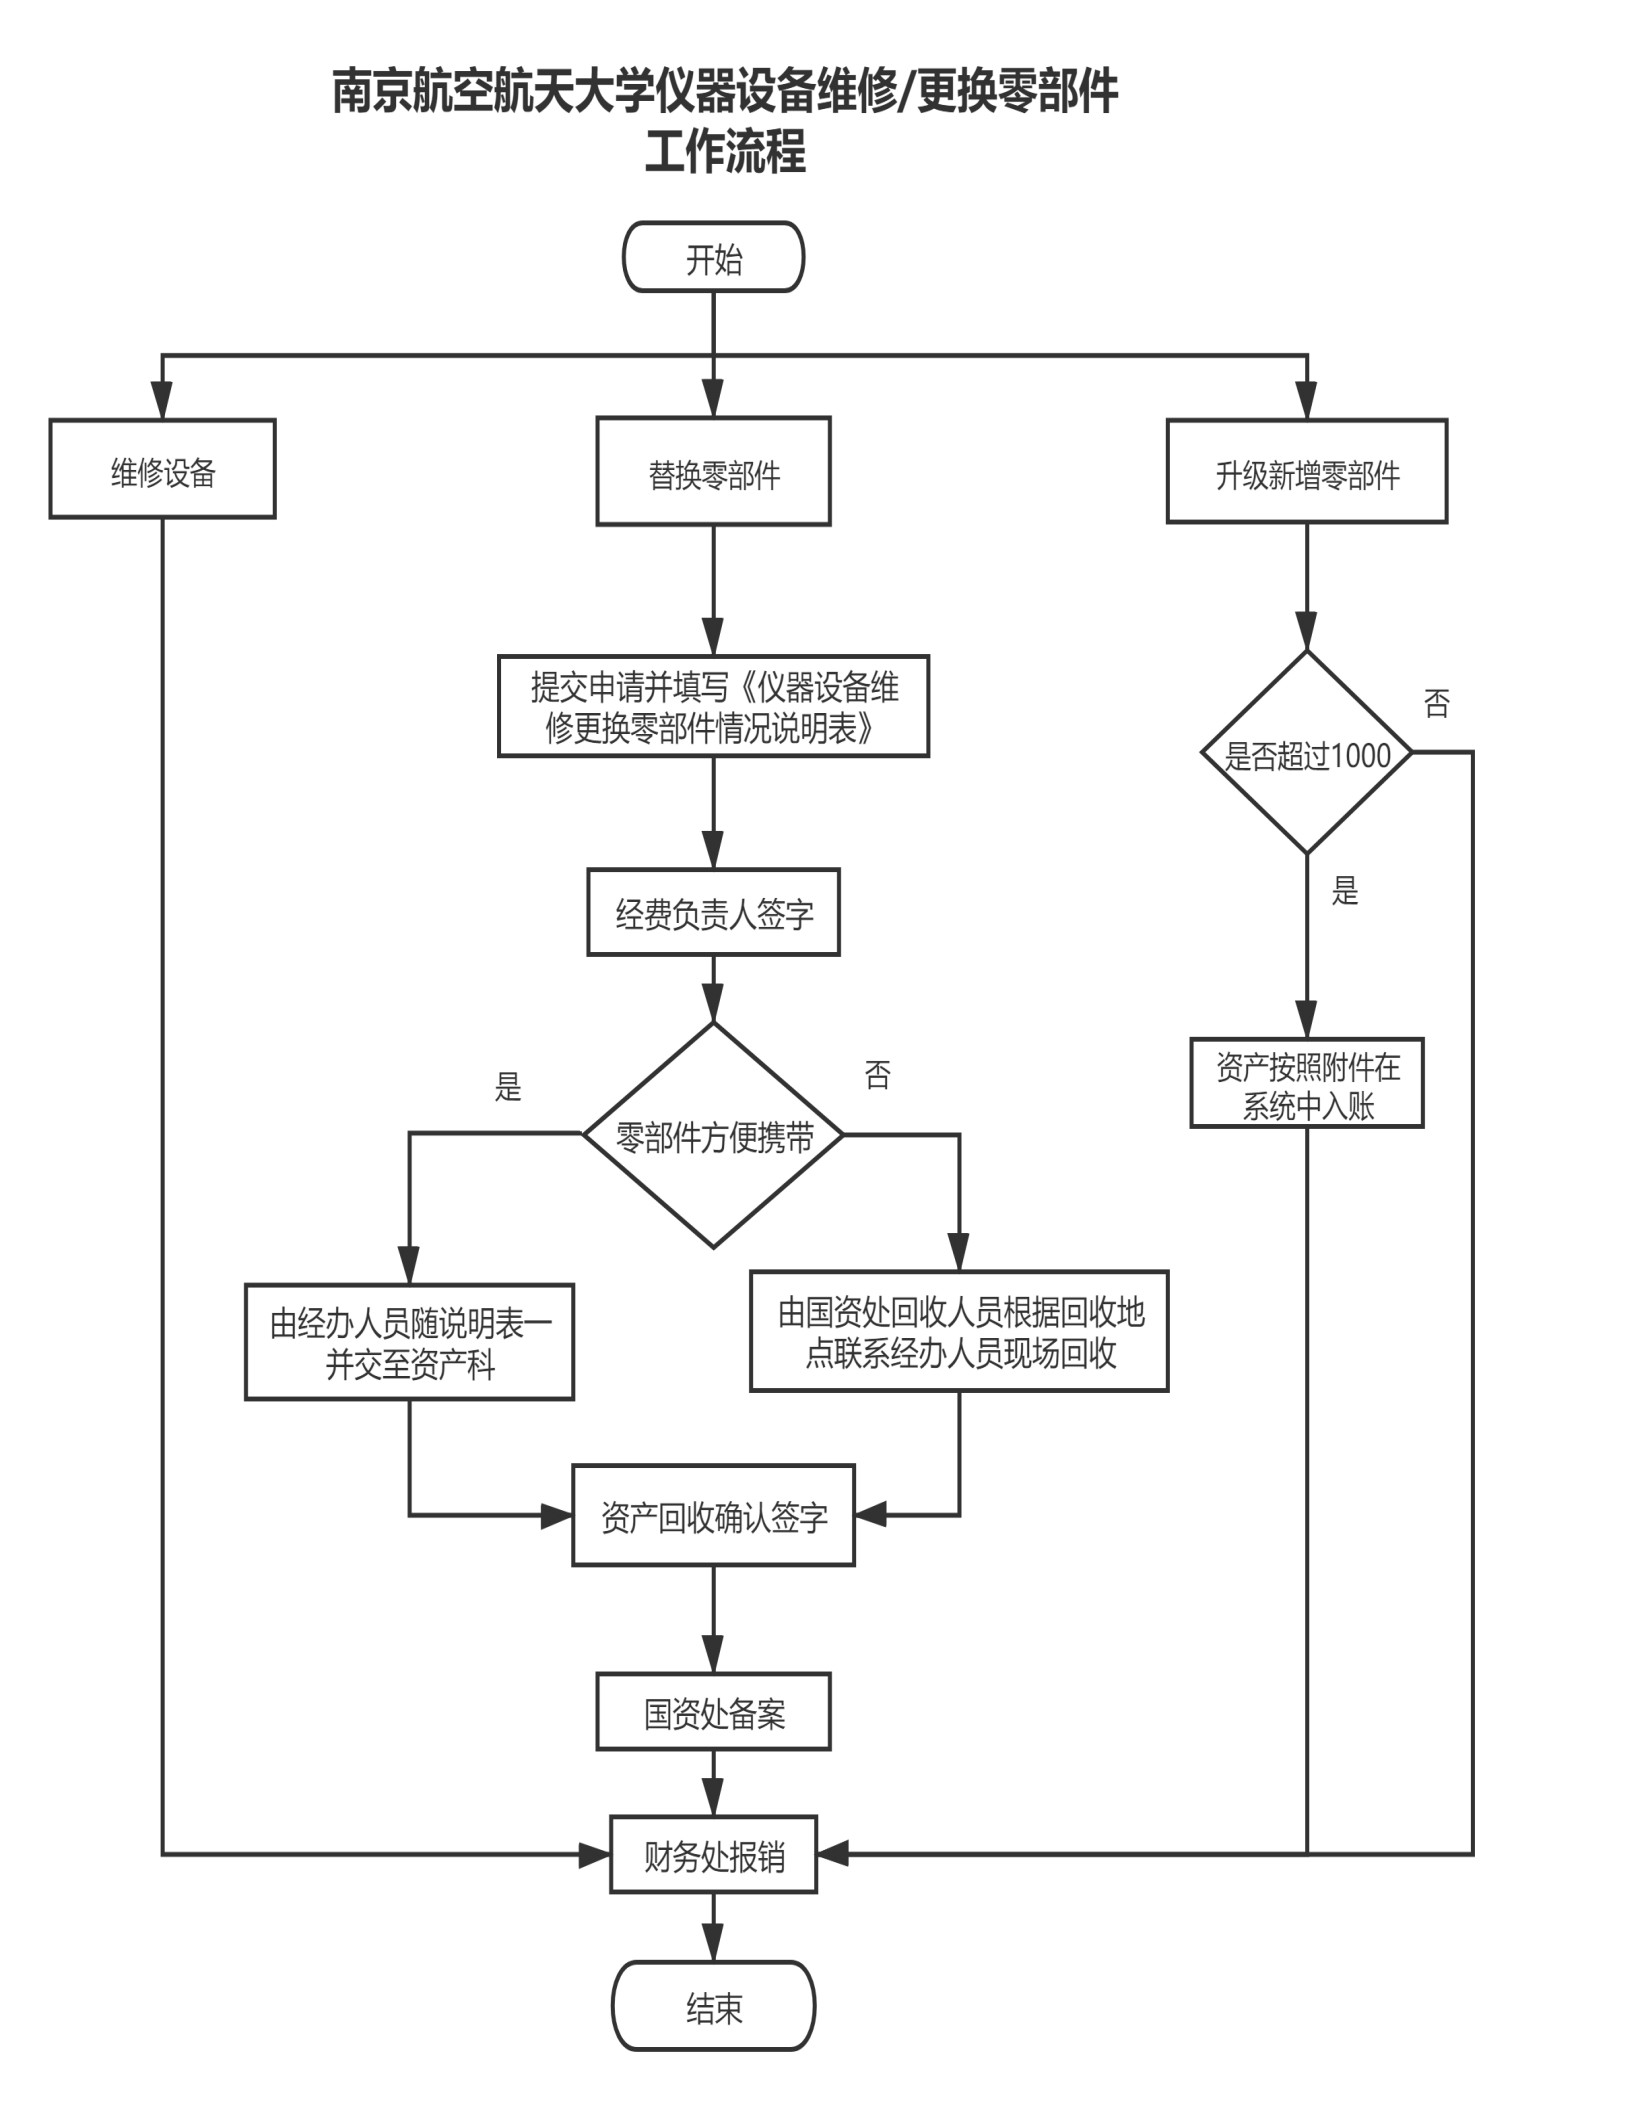 南京航空航天大学仪器设备维修/更换零部件
工作流程
开始
维修设备
替换零部件
升级新增零部件
提交申请并填写《仪器设备维
修更换零部件情况说明表》
否
是否超过1000
是
经费负责人签字
资产按照附件在
系统中入账
是
否
零部件方便携带
由经办人员随说明表一
并交至资产科
由国资处回收人员根据回收地
点联系经办人员现场回收
资产回收确认签字
国资处备案
财务处报销
结束